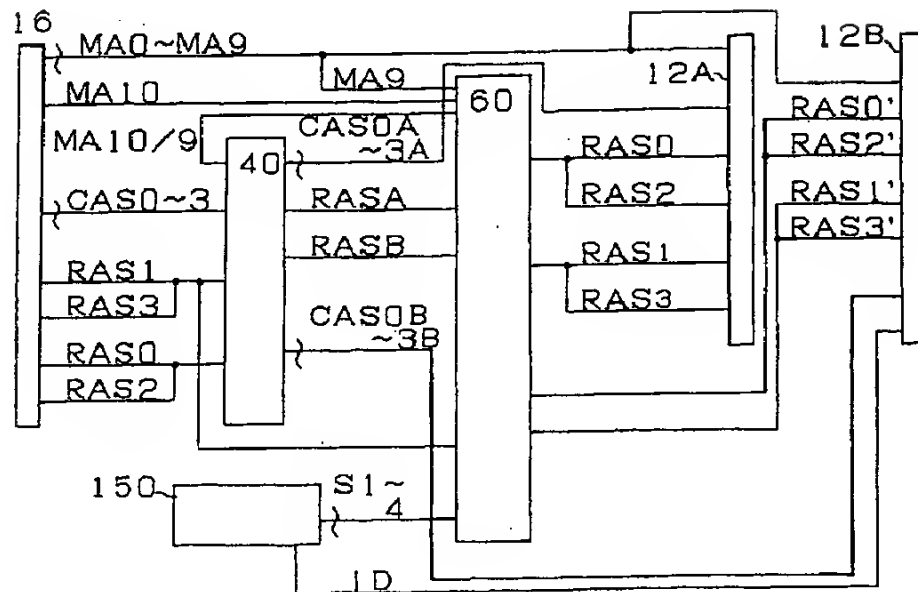 16
MA0~MA9
12B
MA9
12A
MA10
60
MA10/9
CAS0A
~3A
40
RAS0'
RAS0
RAS2'
CAS0~3
RASA
RAS2
RAS1'
RASB
RAS3'
RAS1
RAS1
RAS3
CAS0B
~3B
RAS3
RAS0
RAS2
150
S1~
4
ID